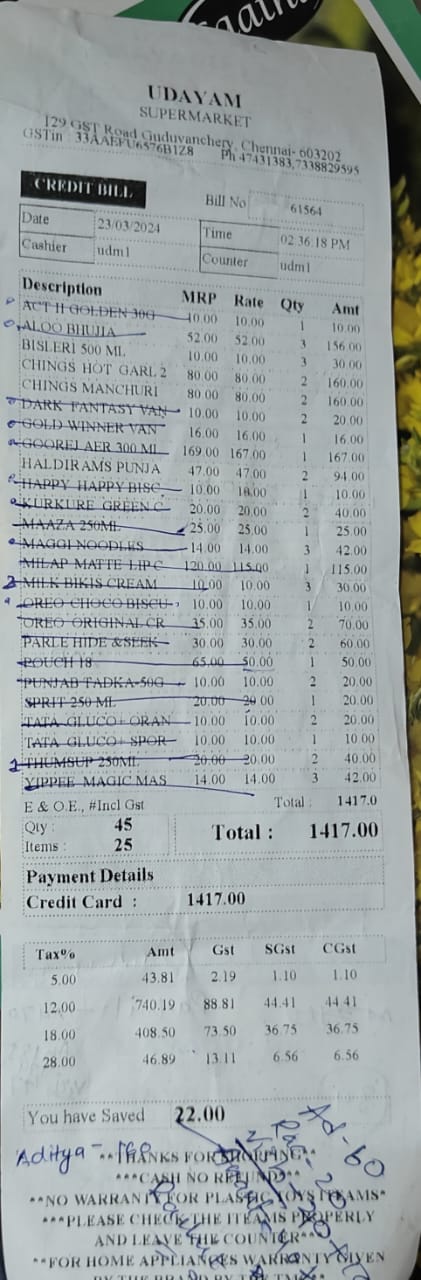 UDAYAM
SUPERMARKET
129 GST Road Guduvanchery, Chennai- 603202
GSTin : 33AAEFU6576B1Z8 Ph 47431383,7338829595
CREDIT BILL
Bill No 61564
Date 23/03/2024 Time 02:36:18 PM
Cashier udm1 Counter udm1
Description MRP Rate Qty Amt
ACT II GOLDEN 30G 10.00 10.00 1 10.00
ALOO BHUJIA 52.00 52.00 3 156.00
BISLERI 500 ML 10.00 10.00 3 30.00
CHINGS HOT GARL 2 80.00 80.00 2 160.00
CHINGS MANCHURI 80.00 80.00 2 160.00
DARK FANTASY VAN 10.00 10.00 2 20.00
GOLD WINNER VAN 16.00 16.00 1 16.00
169.00 167.00 1 167.00
HALDIRAMS PUNJA 47.00 47.00 2 94.00
HAPPY HAPPY BISC 10.00 10.00 1 10.00
KURKURE GREEN C 20.00 20.00 2 40.00
MAAZA 250ML 25.00 25.00 1 25.00
MAGGI NOODLES 14.00 14.00 3 42.00
MILAP MATTE LIP C 120.00 115.00 1 115.00
MILK BIKIS CREAM 10.00 10.00 3 30.00
OREO CHOCO BISCU 10.00 10.00 1 10.00
OREO ORIGINAL CR 35.00 35.00 2 70.00
PARLE HIDE &SEEK 30.00 30.00 2 60.00
POUCH 18 65.00 50.00 1 50.00
PUNJAB TADKA-50G 10.00 10.00 2 20.00
SPRIT 250 ML 20.00 20.00 1 20.00
TATA GLUCO+ ORAN 10.00 10.00 2 20.00
TATA GLUCO+ SPOR 10.00 10.00 1 10.00
THUMSUP 250ML 20.00 20.00 2 40.00
YIPPEE MAGIC MAS 14.00 14.00 3 42.00
E & O.E., #Incl Gst Total : 1417.0
Qty : 45
Items : 25 Total : 1417.00
Payment Details
Credit Card : 1417.00
Tax% Amt Gst SGst CGst
5.00 43.81 2.19 1.10 1.10
12.00 740.19 88.81 44.41 44.41
18.00 408.50 73.50 36.75 36.75
28.00 46.89 13.11 6.56 6.56
You have Saved 22.00
Ad-60
Aditya-
**THANKS FOR SHOPPING**
***CASH NO REFUND***
**NO WARRANTY FOR PLASTIC TOYS ITEAMS*
***PLEASE CHECK THE ITEAMS PROPERLY
AND LEAVE THE COUNTER**
**FOR HOME APPLIANCES WARRANTY GIVEN
BY THE BRAND